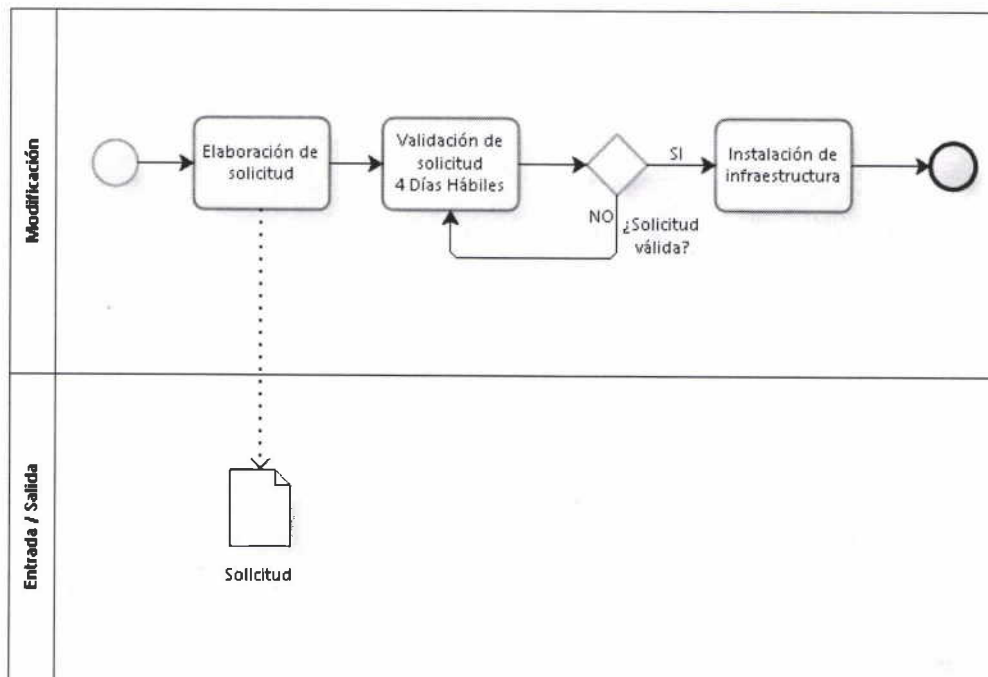 Modificación
Elaboración de
solicitud
Validación de
solicitud
4 Días Hábiles
SI
NO
¿Solicitud
válida?
Instalación de
infraestructura
Entrada / Salida
Solicitud